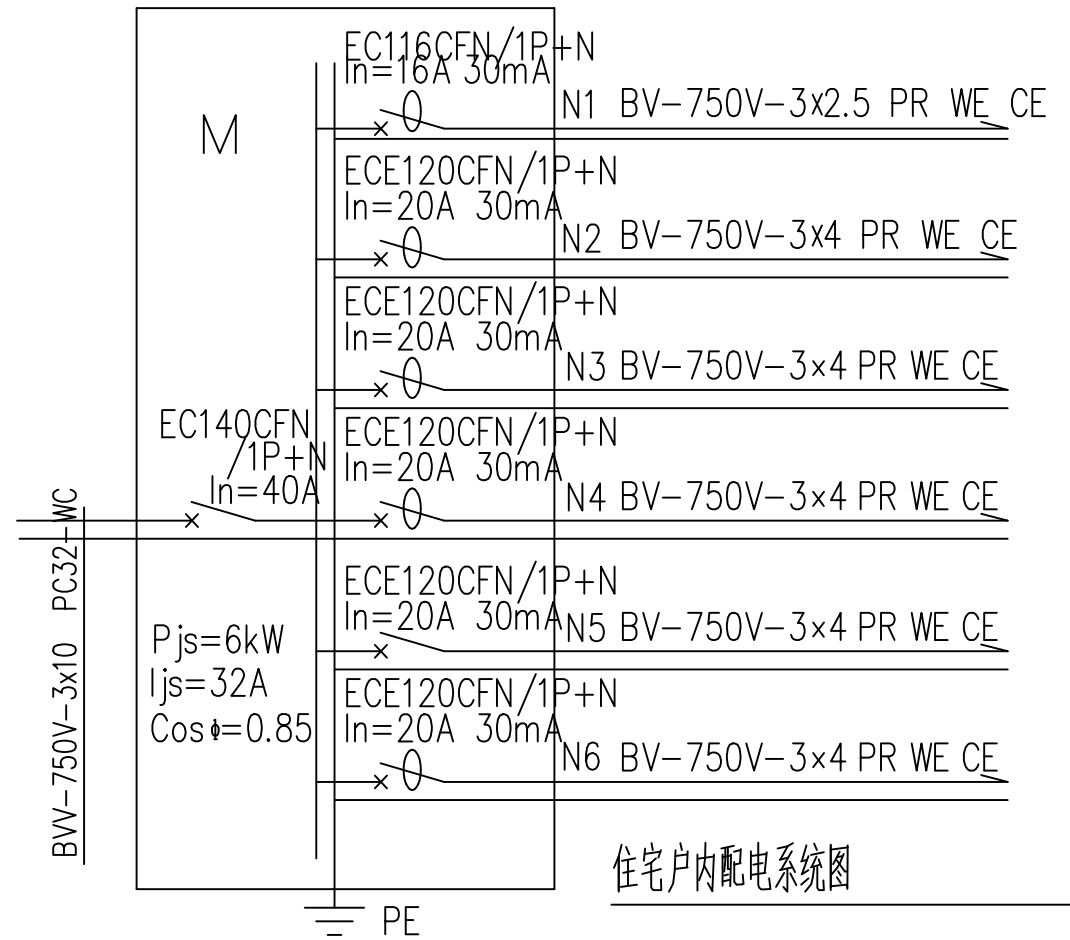 EC116CFN/1P+N
In=16A 30mA
N1 BV-750V-3x2.5 PR WE CE
M
ECE120CFN/1P+N
In=20A 30mA
N2 BV-750V-3x4 PR WE CE
ECE120CFN/1P+N
In=20A 30mA
N3 BV-750V-3×4 PR WE CE
EC140CFN
/1P+N
In=40A
ECE120CFN/1P+N
In=20A 30mA
N4 BV-750V-3×4 PR WE CE
BVV-750V-3x10 PC32-WC
ECE120CFN/1P+N
In=20A 30mA
N5 BV-750V-3×4 PR WE CE
Pjs=6kW
Ijs=32A
Cosφ=0.85
ECE120CFN/1P+N
In=20A 30mA
N6 BV-750V-3×4 PR WE CE
住宅户内配电系统图
PE